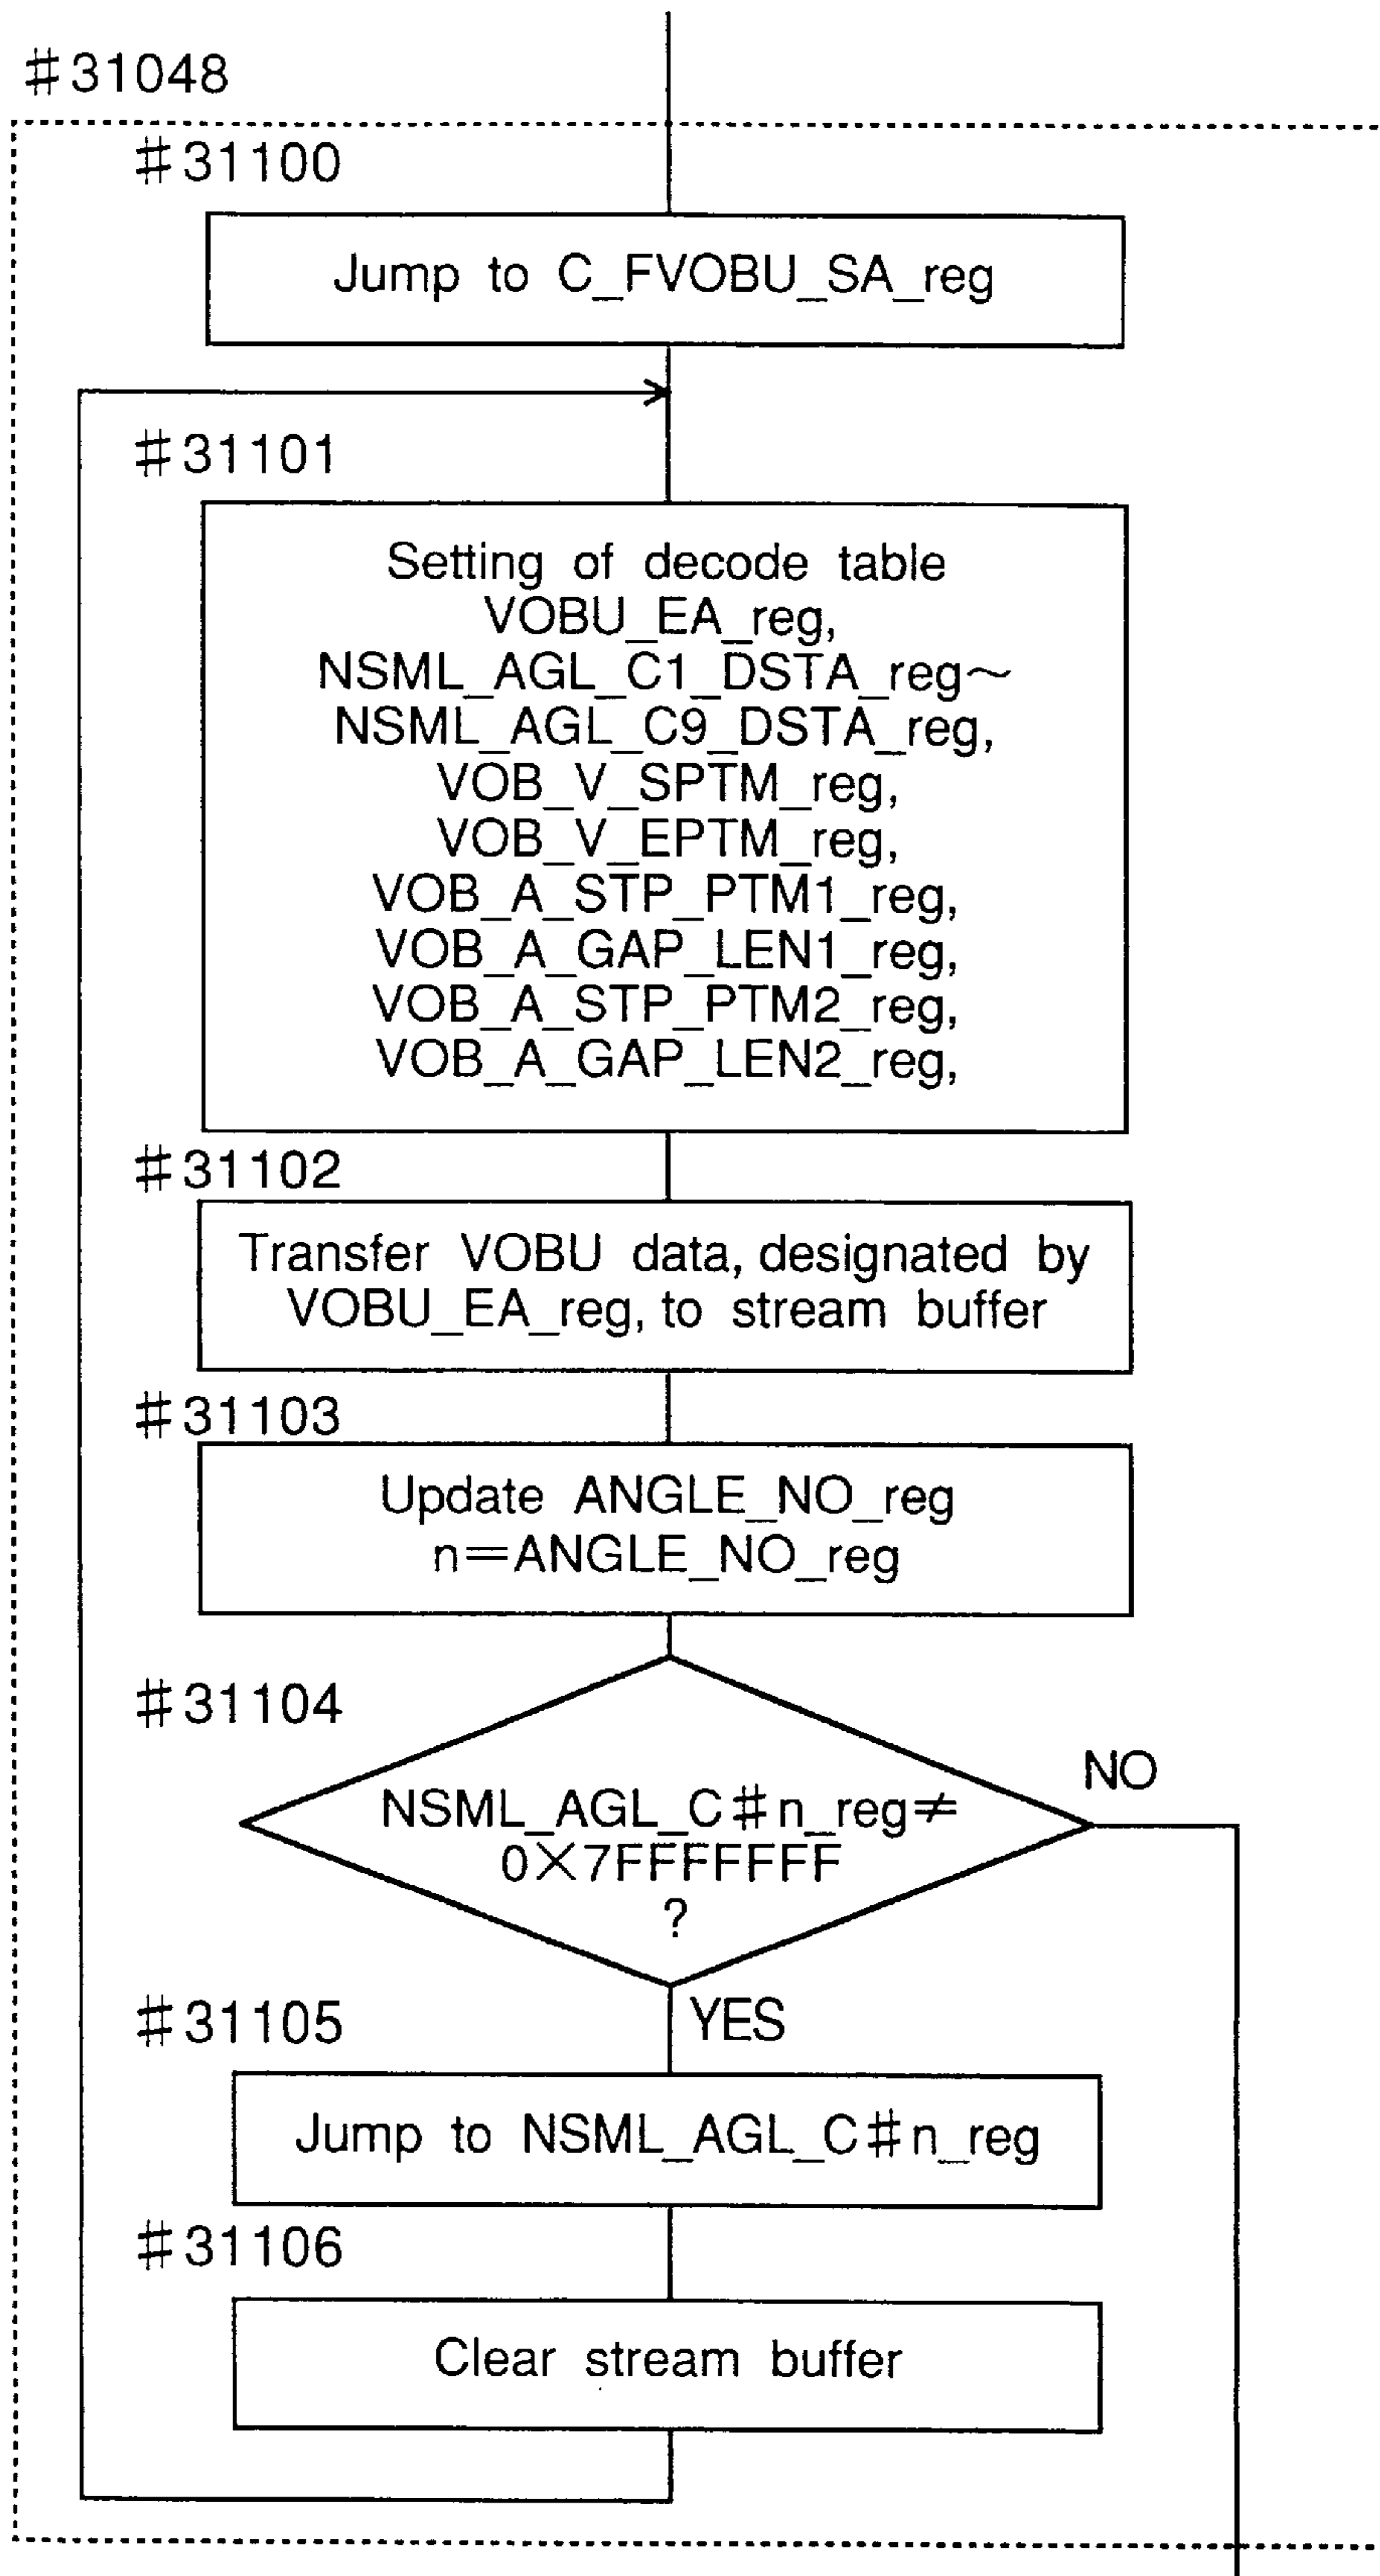 #31048
#31100
Jump to C_FVOBU_SA_reg
#31101
Setting of decode table
VOBU_EA_reg,
NSML_AGL_C1_DSTA_reg~
NSML_AGL_C9_DSTA_reg,
VOB_V_SPTM_reg,
VOB_V_EPTM_reg,
VOB_A_STP_PTM1_reg,
VOB_A_GAP_LEN1_reg,
VOB_A_STP_PTM2_reg,
VOB_A_GAP_LEN2_reg,
#31102
Transfer VOBU data, designated by
VOBU_EA_reg, to stream buffer
#31103
Update ANGLE_NO_reg
n=ANGLE_NO_reg
#31104
NO
NSML_AGL_C#n_reg≠
0×7FFFFFFF
?
#31105
YES
Jump to NSML_AGL_C#n_reg
#31106
Clear stream buffer